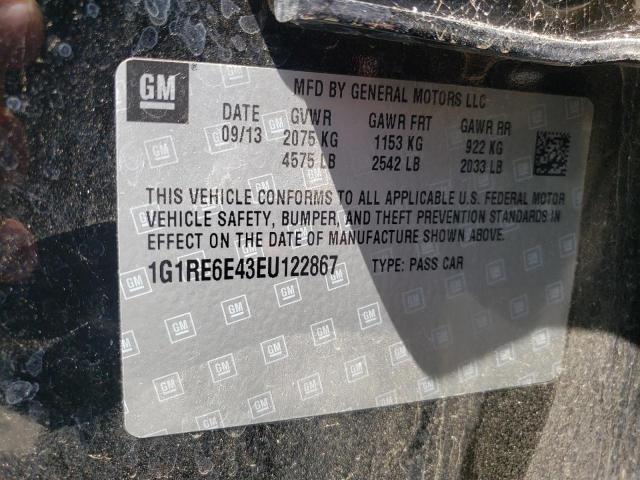 GM
MFD BY GENERAL MOTORS LLC
DATE GVWR GAWR FRT GAWR RR
09/13 2075 KG 1153 KG 922 KG
4575 LB 2542 LB 2033 LB
THIS VEHICLE CONFORMS TO ALL APPLICABLE U.S. FEDERAL MOTOR
VEHICLE SAFETY, BUMPER, AND THEFT PREVENTION STANDARDS IN
EFFECT ON THE DATE OF MANUFACTURE SHOWN ABOVE.
1G1RE6E43EU122867 TYPE: PASS CAR